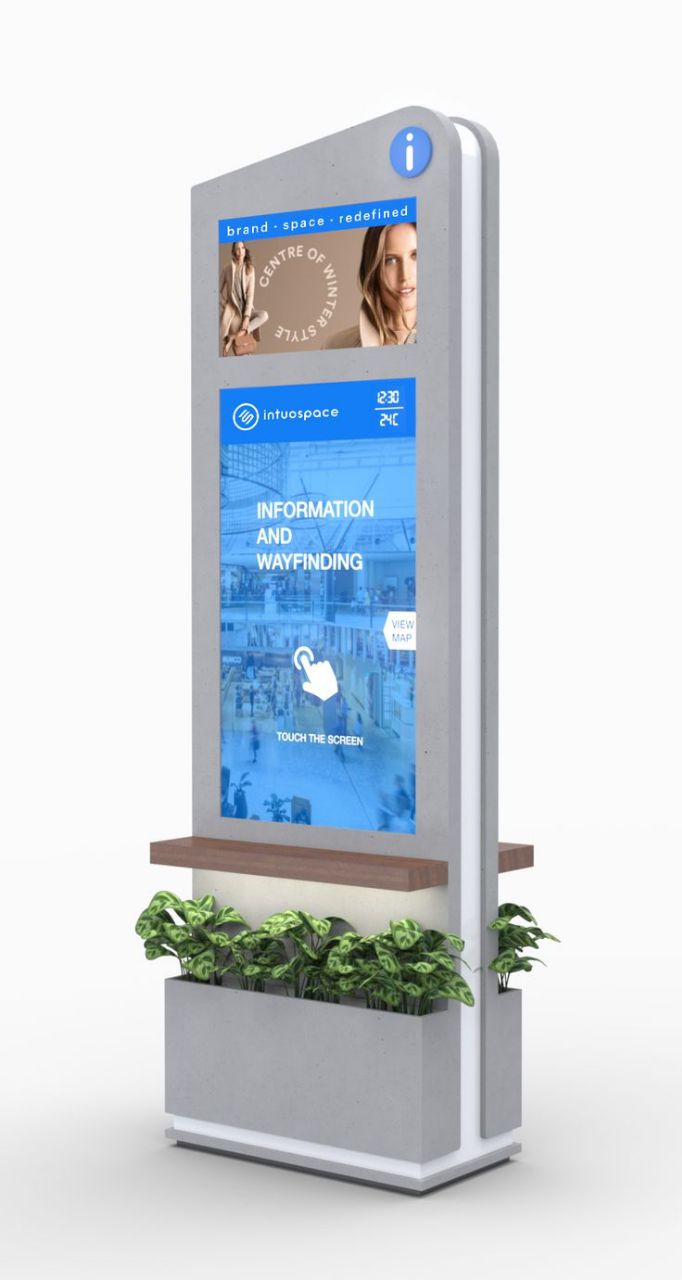 i
brand · space · redefined
CENTRE OF WINTER STYLE
intuospace
12:30
24C
INFORMATION
AND
WAYFINDING
VIEW
MAP
TOUCH THE SCREEN